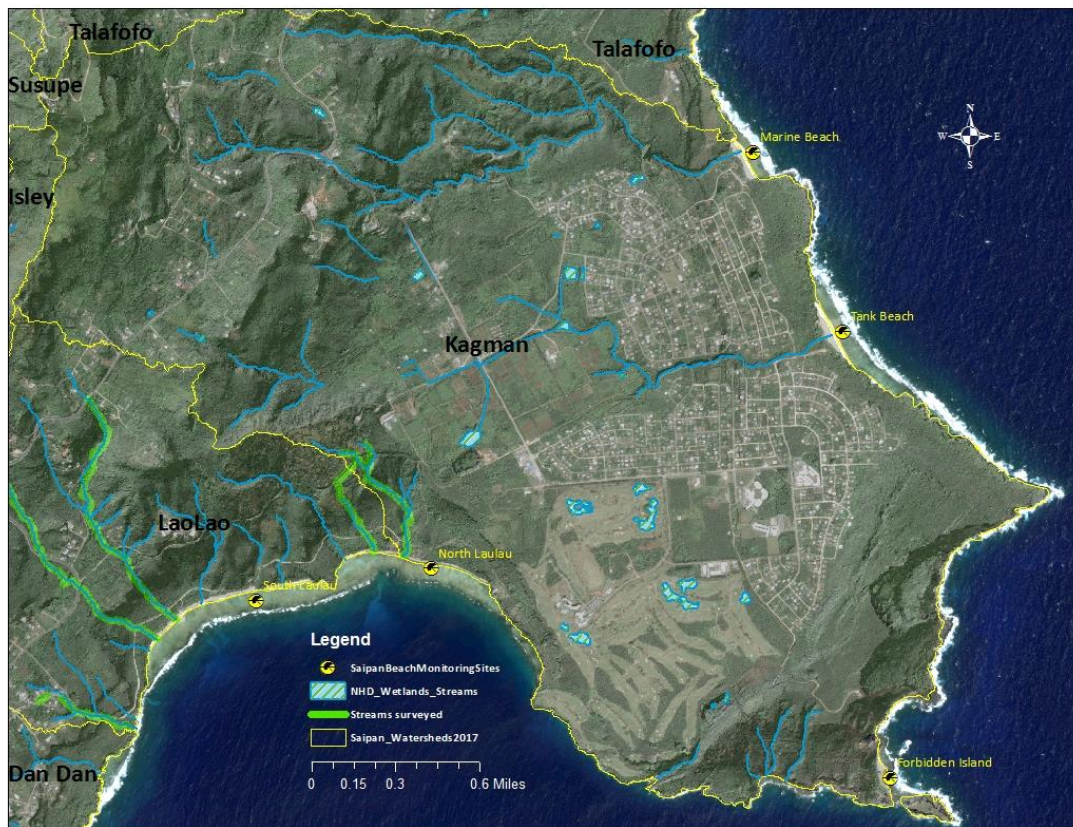 Talafofo
Talafofo
Susupe
N
W E
S
Marine Beach
Isley
Tank Beach
Kagman
LaoLao
North Laulau
South Laulau
Legend
SaipanBeachMonitoringSites
NHD_Wetlands_Streams
Streams surveyed
Saipan_Watersheds2017
0 0.15 0.3 0.6 Miles
Dan Dan
Forbidden Island